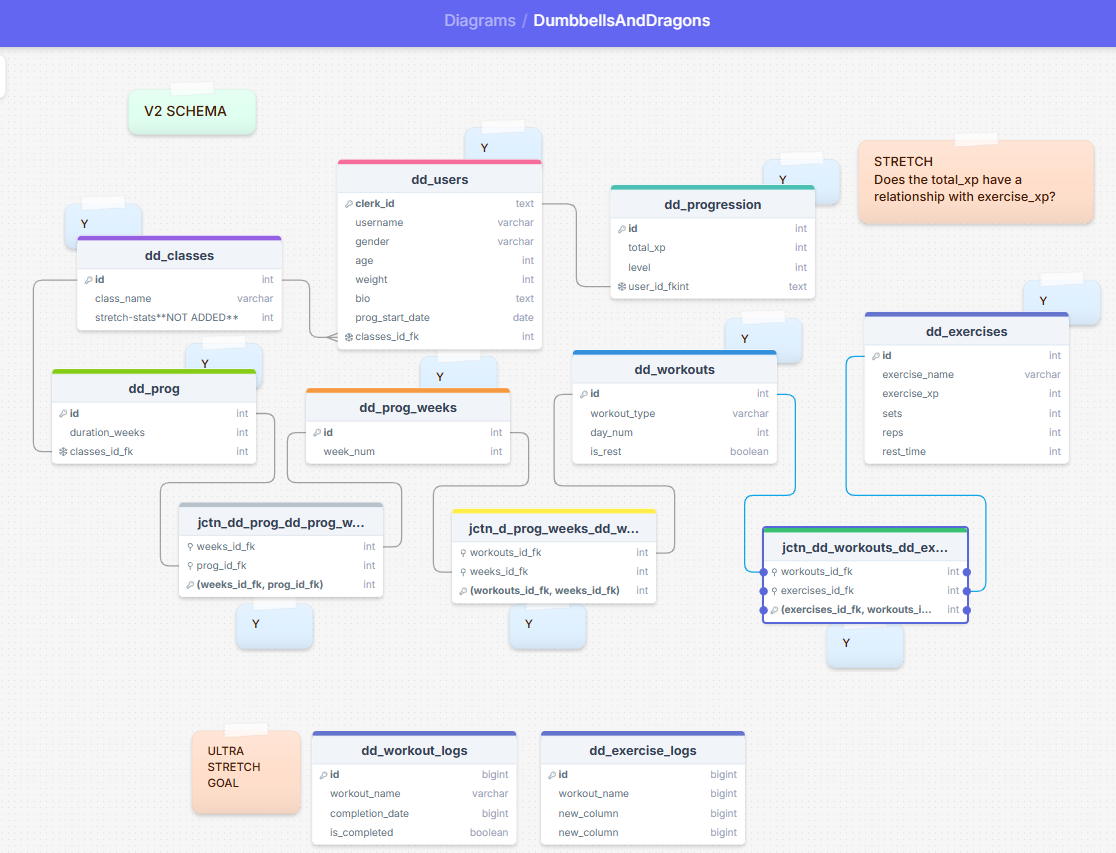 Diagrams / DumbbellsAndDragons
V2 SCHEMA
Y
dd_users
clerk_id text
username varchar
gender varchar
age int
weight int
bio text
prog_start_date date
classes_id_fk int
Y
dd_progression
id int
total_xp int
level int
user_id_fkint text
STRETCH
Does the total_xp have a
relationship with exercise_xp?
Y
dd_classes
id int
class_name varchar
stretch-stats**NOT ADDED** int
Y
dd_prog
id int
duration_weeks int
classes_id_fk int
Y
dd_prog_weeks
id int
week_num int
Y
dd_workouts
id int
workout_type varchar
day_num int
is_rest boolean
Y
dd_exercises
id int
exercise_name varchar
exercise_xp int
sets int
reps int
rest_time int
jctn_dd_prog_dd_prog_w...
weeks_id_fk int
prog_id_fk int
(weeks_id_fk, prog_id_fk) int
Y
jctn_d_prog_weeks_dd_w...
workouts_id_fk int
weeks_id_fk int
(workouts_id_fk, weeks_id_fk) int
Y
jctn_dd_workouts_dd_ex...
workouts_id_fk int
exercises_id_fk int
(exercises_id_fk, workouts_i... int
Y
ULTRA
STRETCH
GOAL
dd_workout_logs
id bigint
workout_name varchar
completion_date bigint
is_completed boolean
dd_exercise_logs
id bigint
workout_name bigint
new_column bigint
new_column bigint